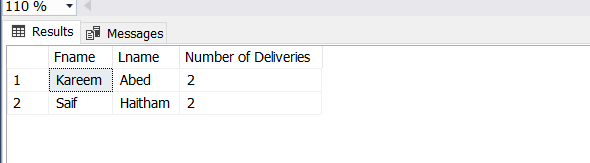 110 %
Results Messages
Fname Lname Number of Deliveries
1 Kareem Abed 2
2 Saif Haitham 2